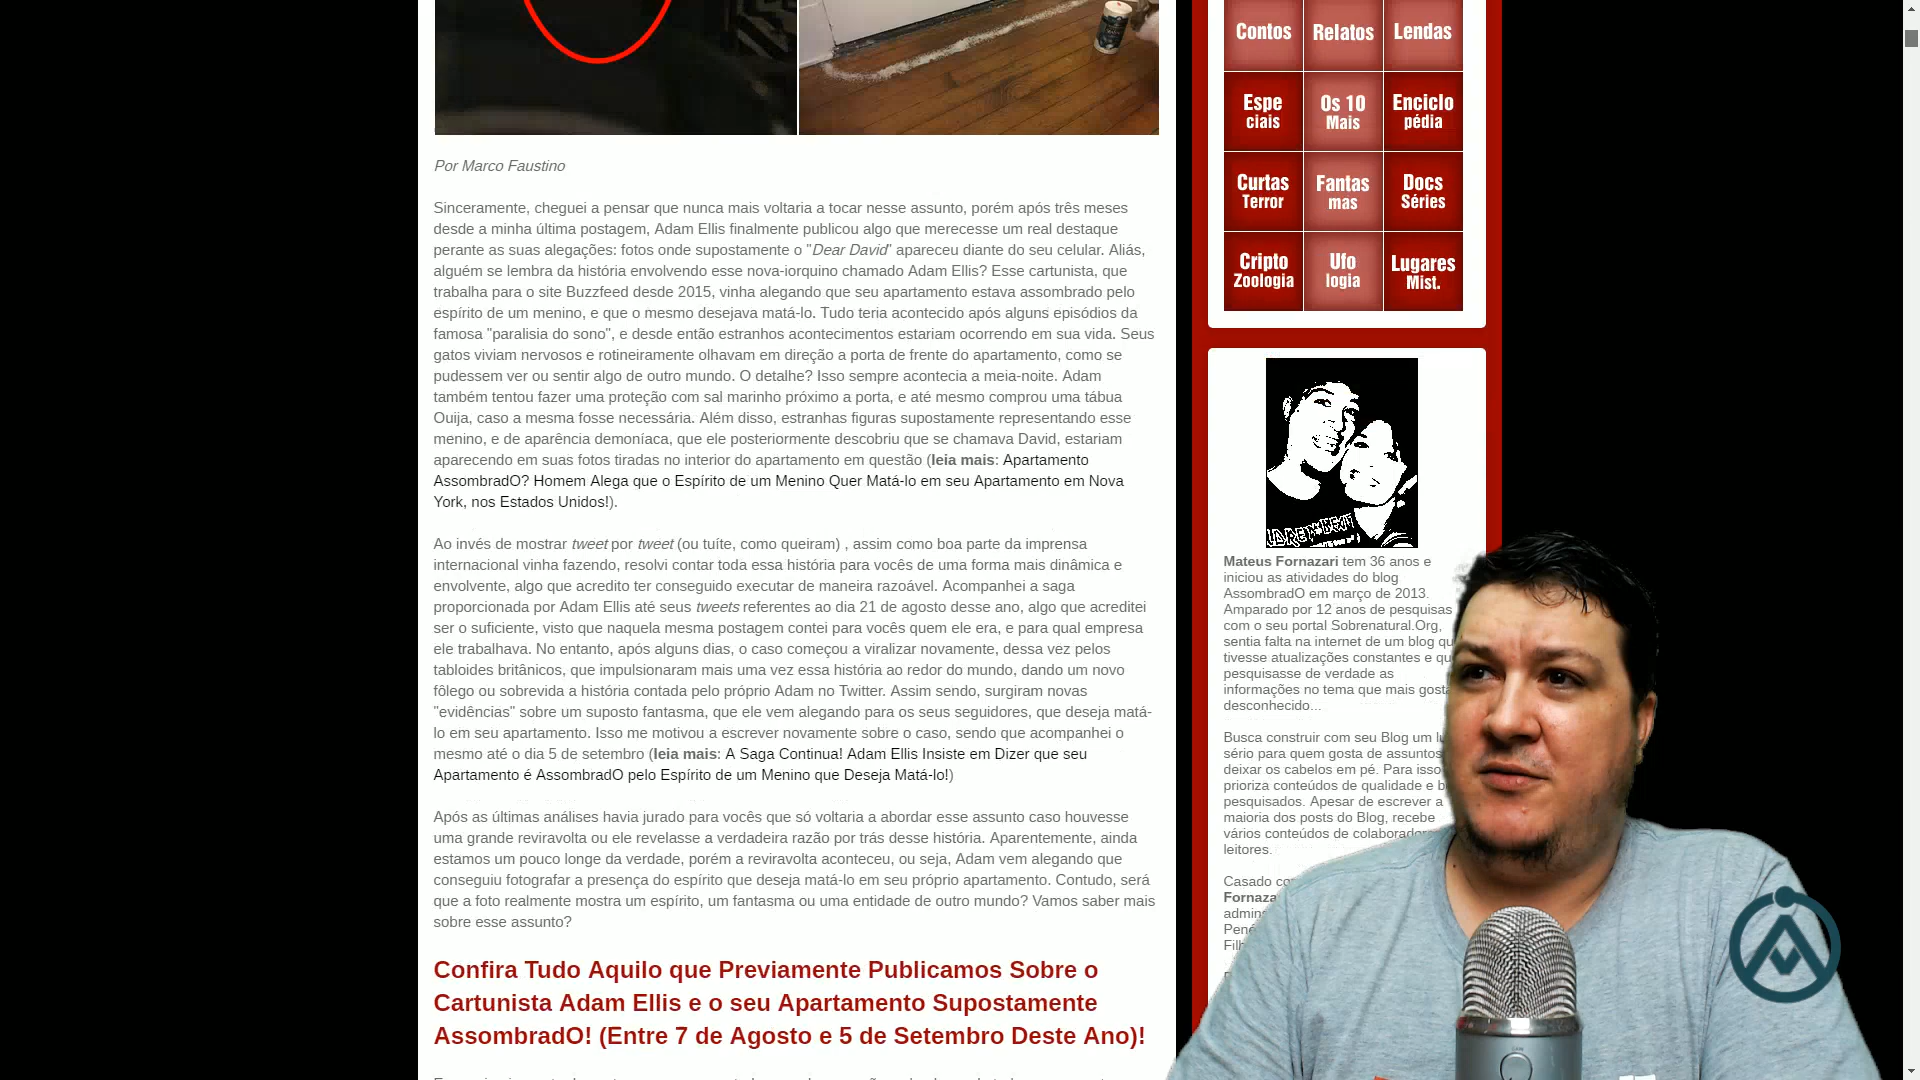 Por Marco Faustino
Sinceramente, cheguei a pensar que nunca mais voltaria a tocar nesse assunto, porém após três meses
desde a minha última postagem, Adam Ellis finalmente publicou algo que merecesse um real destaque
perante as suas alegações: fotos onde supostamente o "Dear David" apareceu diante do seu celular. Aliás,
alguém se lembra da história envolvendo esse nova-iorquino chamado Adam Ellis? Esse cartunista, que
trabalha para o site Buzzfeed desde 2015, vinha alegando que seu apartamento estava assombrado pelo
espírito de um menino, e que o mesmo desejava matá-lo. Tudo teria acontecido após alguns episódios da
famosa "paralisia do sono", e desde então estranhos acontecimentos estariam ocorrendo em sua vida. Seus
gatos viviam nervosos e rotineiramente olhavam em direção a porta de frente do apartamento, como se
pudessem ver ou sentir algo de outro mundo. O detalhe? Isso sempre acontecia a meia-noite. Adam
também tentou fazer uma proteção com sal marinho próximo a porta, e até mesmo comprou uma tábua
Ouija, caso a mesma fosse necessária. Além disso, estranhas figuras supostamente representando esse
menino, e de aparência demoníaca, que ele posteriormente descobriu que se chamava David, estariam
aparecendo em suas fotos tiradas no interior do apartamento em questão (leia mais: Apartamento
AssombradO? Homem Alega que o Espírito de um Menino Quer Matá-lo em seu Apartamento em Nova
York, nos Estados Unidos!).
Ao invés de mostrar tweet por tweet (ou tuíte, como queiram) , assim como boa parte da imprensa
internacional vinha fazendo, resolvi contar toda essa história para vocês de uma forma mais dinâmica e
envolvente, algo que acredito ter conseguido executar de maneira razoável. Acompanhei a saga
proporcionada por Adam Ellis até seus tweets referentes ao dia 21 de agosto desse ano, algo que acreditei
ser o suficiente, visto que naquela mesma postagem contei para vocês quem ele era, e para qual empresa
ele trabalhava. No entanto, após alguns dias, o caso começou a viralizar novamente, dessa vez pelos
tabloides britânicos, que impulsionaram mais uma vez essa história ao redor do mundo, dando um novo
fôlego ou sobrevida a história contada pelo próprio Adam no Twitter. Assim sendo, surgiram novas
"evidências" sobre um suposto fantasma, que ele vem alegando para os seus seguidores, que deseja matá-
lo em seu apartamento. Isso me motivou a escrever novamente sobre o caso, sendo que acompanhei o
mesmo até o dia 5 de setembro (leia mais: A Saga Continua! Adam Ellis Insiste em Dizer que seu
Apartamento é AssombradO pelo Espírito de um Menino que Deseja Matá-lo!)
Após as últimas análises havia jurado para vocês que só voltaria a abordar esse assunto caso houvesse
uma grande reviravolta ou ele revelasse a verdadeira razão por trás desse história. Aparentemente, ainda
estamos um pouco longe da verdade, porém a reviravolta aconteceu, ou seja, Adam vem alegando que
conseguiu fotografar a presença do espírito que deseja matá-lo em seu próprio apartamento. Contudo, será
que a foto realmente mostra um espírito, um fantasma ou uma entidade de outro mundo? Vamos saber mais
sobre esse assunto?
Confira Tudo Aquilo que Previamente Publicamos Sobre o
Cartunista Adam Ellis e o seu Apartamento Supostamente
AssombradO! (Entre 7 de Agosto e 5 de Setembro Deste Ano)!
Contos Relatos Lendas
Espe
ciais
Os 10
Mais
Enciclo
pédia
Curtas
Terror
Fantas
mas
Docs
Séries
Cripto
Zoologia
Ufo
logia
Lugares
Mist.
Mateus Fornazari tem 36 anos e
iniciou as atividades do blog
AssombradO em março de 2013.
Amparado por 12 anos de pesquisas
com o seu portal Sobrenatural.Org,
sentia falta na internet de um blog
tivesse atualizações constantes e
pesquisasse de verdade as
informações no tema que mais
desconhecido...
Busca construir com seu Blog um
sério para quem gosta de assuntos
deixar os cabelos em pé. Para isso
prioriza conteúdos de qualidade e
pesquisados. Apesar de escrever a
maioria dos posts do Blog, recebe
vários conteúdos de
leitores.
Casado